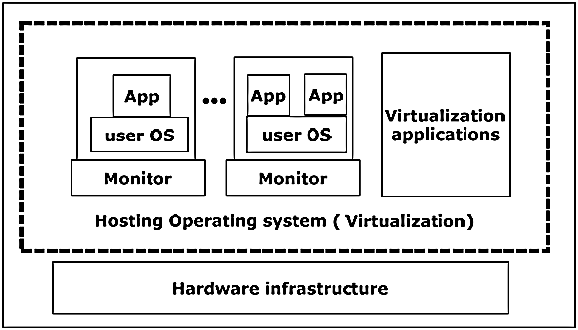 App
App
App
user OS
user OS
Monitor
Monitor
Virtualization
applications
Hosting Operating system ( Virtualization)
Hardware infrastructure